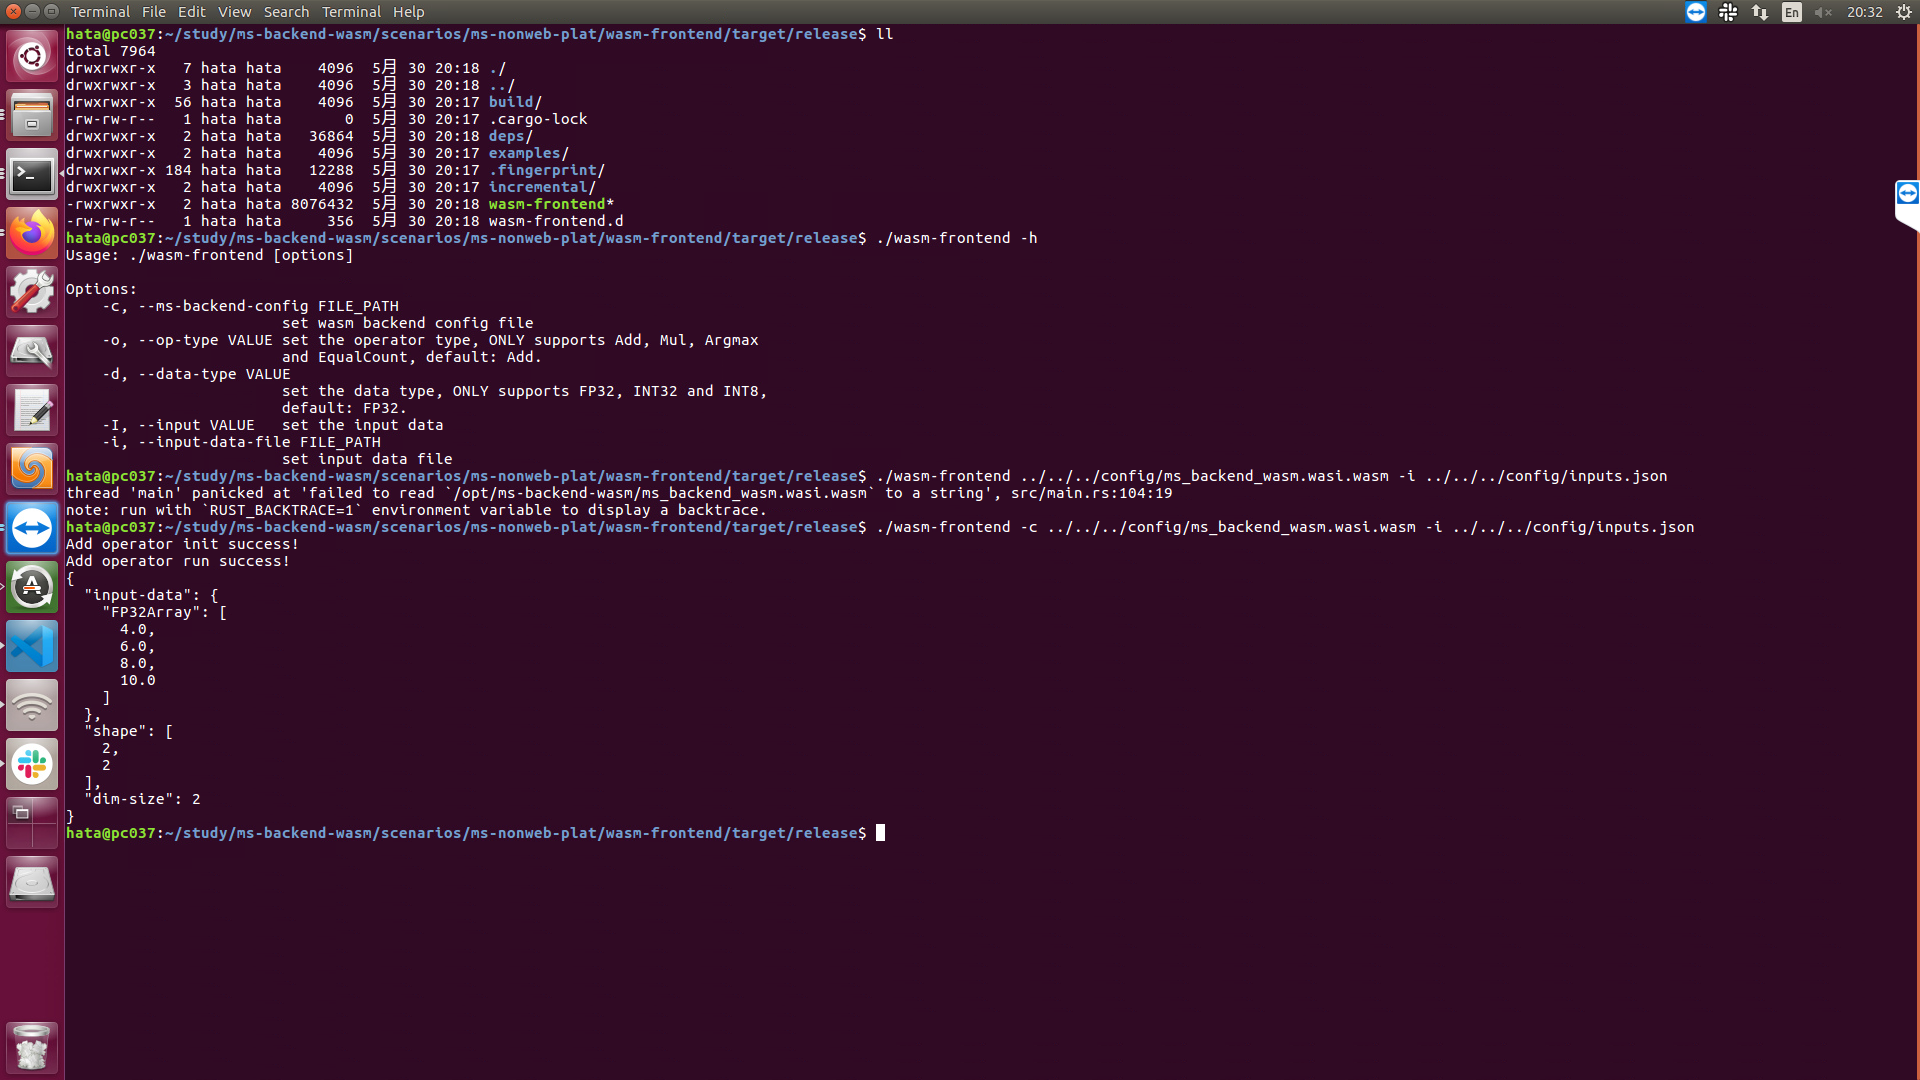 Terminal File Edit View Search Terminal Help En 20:32
hata@pc037:~/study/ms-backend-wasm/scenarios/ms-nonweb-plat/wasm-frontend/target/release$ ll
total 7964
drwxrwxr-x   7 hata hata    4096  5月 30 20:18 ./
drwxrwxr-x   3 hata hata    4096  5月 30 20:18 ../
drwxrwxr-x  56 hata hata    4096  5月 30 20:17 build/
-rw-rw-r--   1 hata hata       0  5月 30 20:17 .cargo-lock
drwxrwxr-x   2 hata hata   36864  5月 30 20:18 deps/
drwxrwxr-x   2 hata hata    4096  5月 30 20:17 examples/
drwxrwxr-x 184 hata hata   12288  5月 30 20:17 .fingerprint/
drwxrwxr-x   2 hata hata    4096  5月 30 20:17 incremental/
-rwxrwxr-x   2 hata hata 8076432  5月 30 20:18 wasm-frontend*
-rw-rw-r--   1 hata hata     356  5月 30 20:18 wasm-frontend.d
hata@pc037:~/study/ms-backend-wasm/scenarios/ms-nonweb-plat/wasm-frontend/target/release$ ./wasm-frontend -h
Usage: ./wasm-frontend [options]
Options:
    -c, --ms-backend-config FILE_PATH
                        set wasm backend config file
    -o, --op-type VALUE set the operator type, ONLY supports Add, Mul, Argmax
                        and EqualCount, default: Add.
    -d, --data-type VALUE
                        set the data type, ONLY supports FP32, INT32 and INT8,
                        default: FP32.
    -I, --input VALUE   set the input data
    -i, --input-data-file FILE_PATH
                        set input data file
hata@pc037:~/study/ms-backend-wasm/scenarios/ms-nonweb-plat/wasm-frontend/target/release$ ./wasm-frontend ../../../config/ms_backend_wasm.wasi.wasm -i ../../../config/inputs.json
thread 'main' panicked at 'failed to read `/opt/ms-backend-wasm/ms_backend_wasm.wasi.wasm` to a string', src/main.rs:104:19
note: run with `RUST_BACKTRACE=1` environment variable to display a backtrace.
hata@pc037:~/study/ms-backend-wasm/scenarios/ms-nonweb-plat/wasm-frontend/target/release$ ./wasm-frontend -c ../../../config/ms_backend_wasm.wasi.wasm -i ../../../config/inputs.json
Add operator init success!
Add operator run success!
{
  "input-data": {
    "FP32Array": [
      4.0,
      6.0,
      8.0,
      10.0
    ]
  },
  "shape": [
    2,
    2
  ],
  "dim-size": 2
}
hata@pc037:~/study/ms-backend-wasm/scenarios/ms-nonweb-plat/wasm-frontend/target/release$